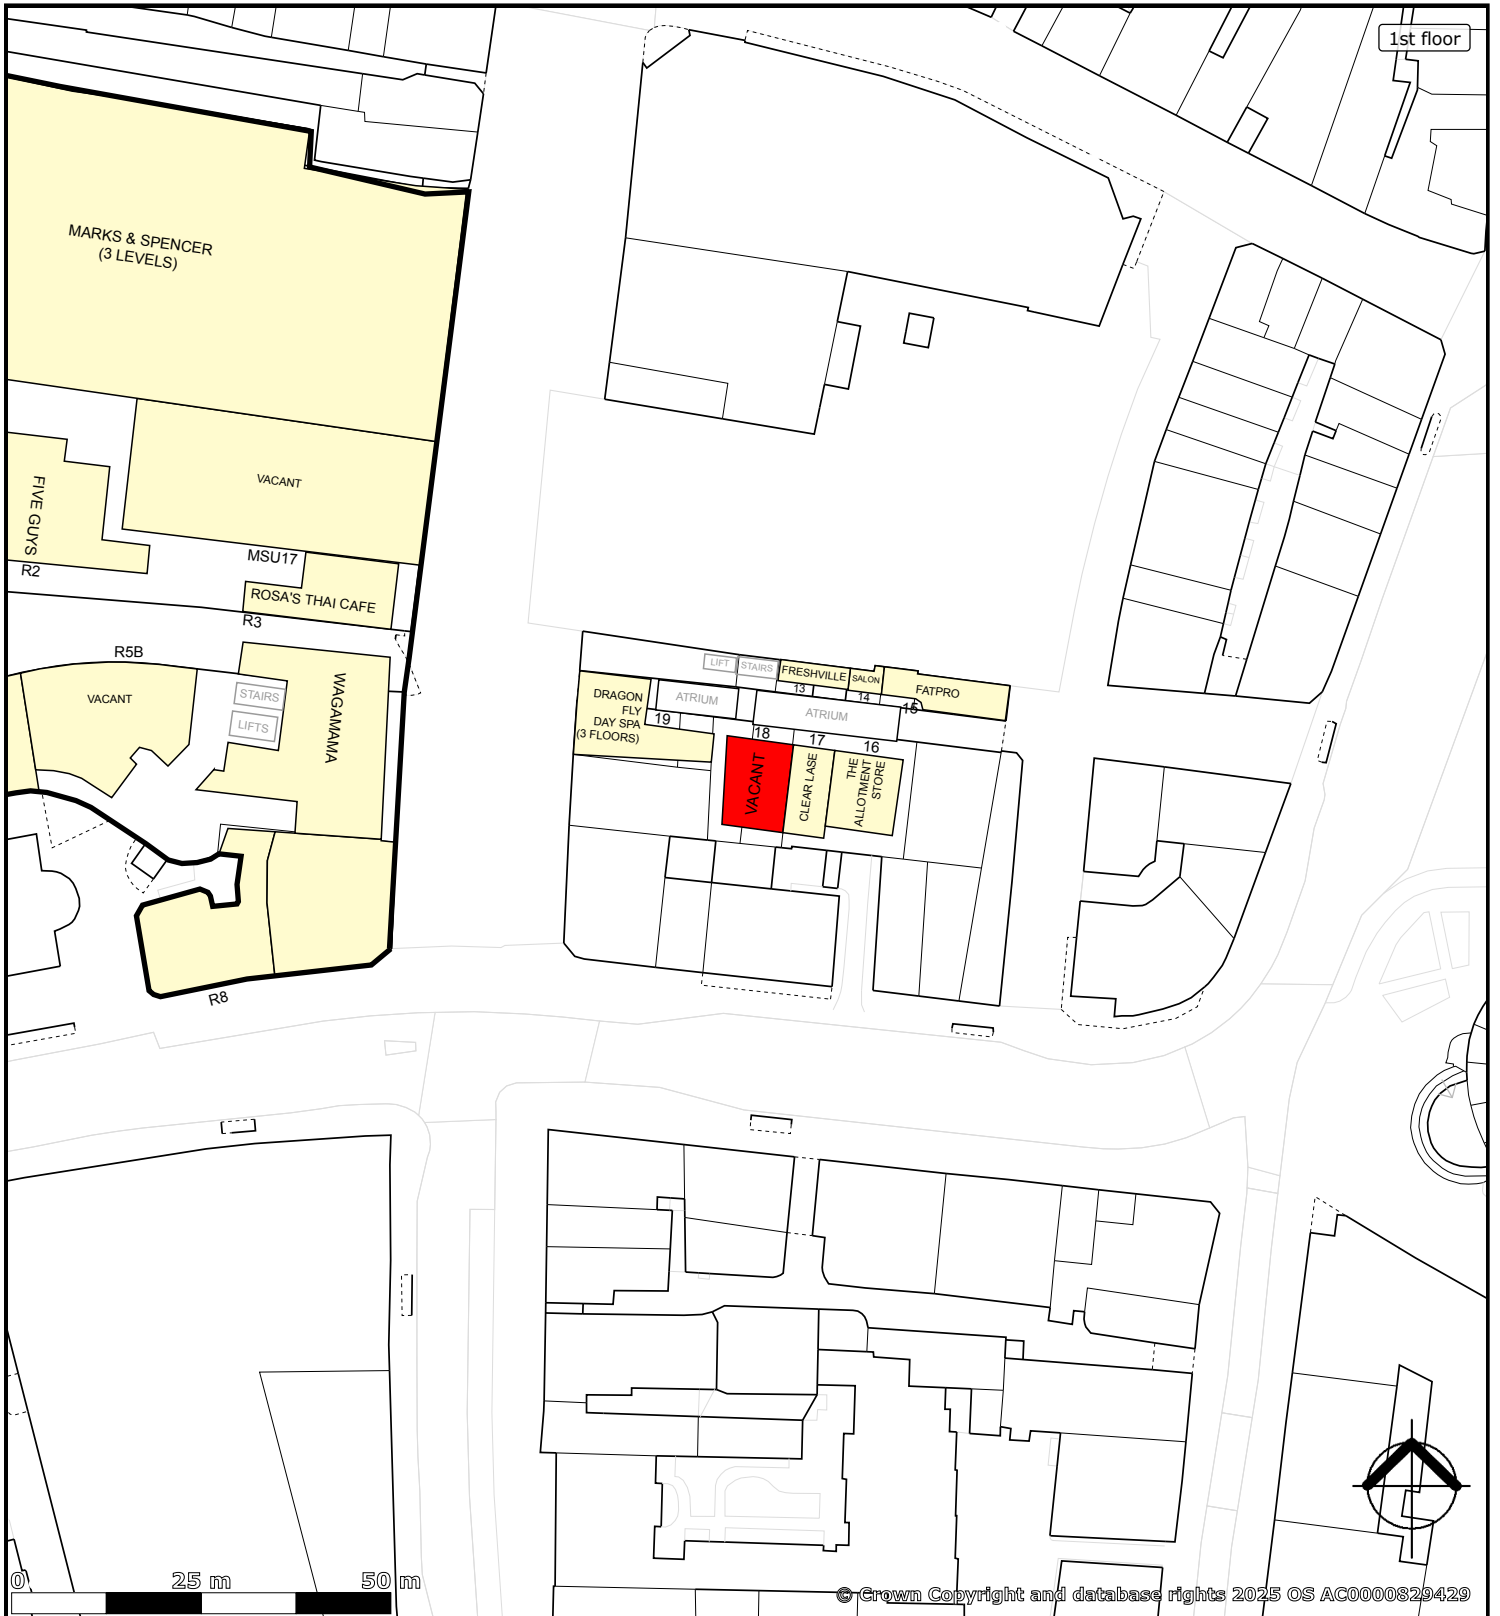 1st floor
MARKS & SPENCER
(3 LEVELS)
VACANT
FIVE GUYS
R2
MSU17
ROSA'S THAI CAFE
R3
R5B
VACANT
STAIRS
LIFTS
WAGAMAMA
R8
LIFT
STAIRS
FRESHVILLE
13
SALON
14
FATPRO
15
DRAGON
FLY
DAY SPA
(3 FLOORS)
19
ATRIUM
ATRIUM
18
17
16
VACANT
CLEAR LASE
THE
ALLOTMENT
STORE
0
25 m
50 m
© Crown Copyright and database rights 2025 OS AC0000829429